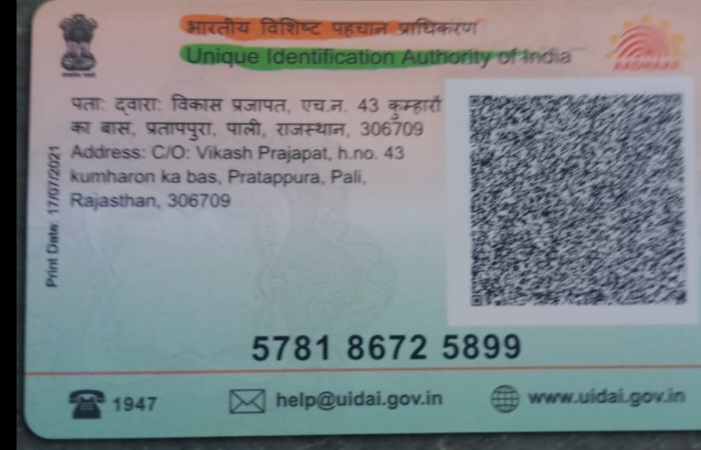 भारतीय विशिष्ट पहचान प्राधिकरण
Unique Identification Authority of India
AADHAAR
पता: द्वारा: विकास प्रजापत, एच.न. 43 कुम्हारों
का बास, प्रतापपुरा, पाली, राजस्थान, 306709
Address: C/O: Vikash Prajapat, h.no. 43
kumharon ka bas, Pratappura, Pali,
Rajasthan, 306709
Print Date: 17/07/2021
5781 8672 5899
1947
help@uidai.gov.in
www.uidai.gov.in